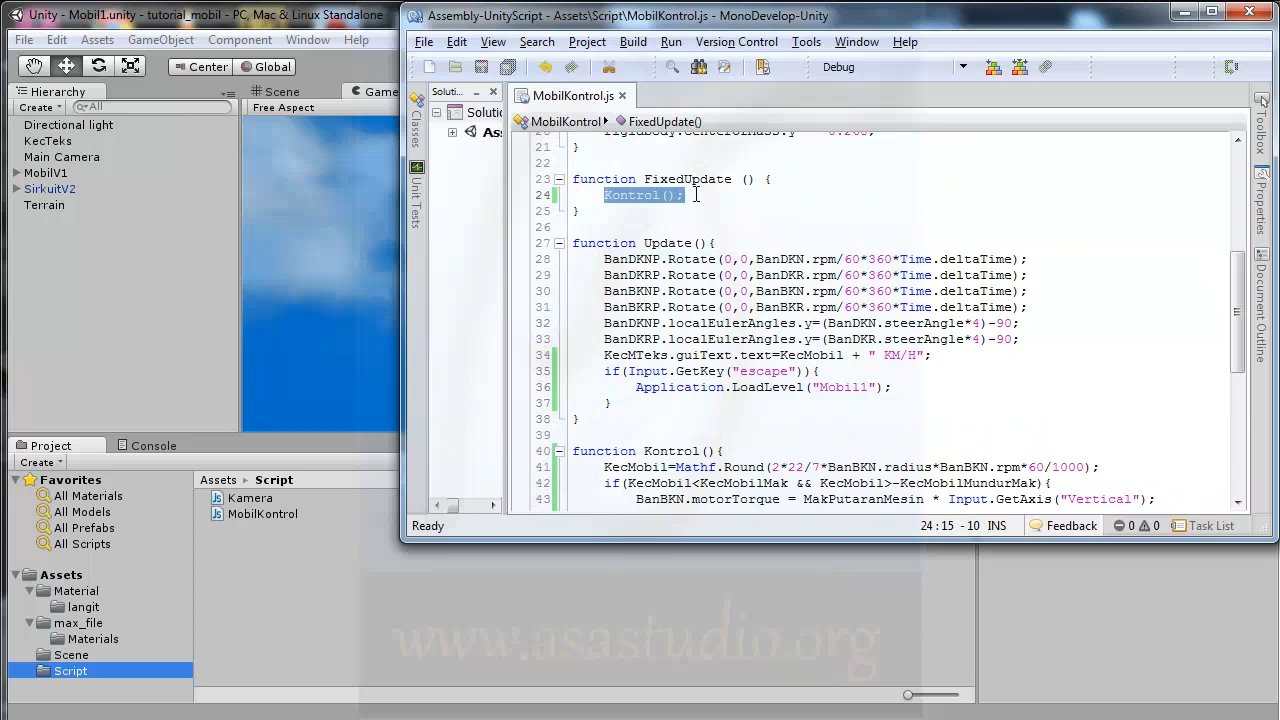 Unity - Mobil1.unity - tutorial_mobil - PC, Mac & Linux Standalone
File Edit Assets GameObject Component Window Help
Center Global
Hierarchy
Create All
Directional light
KecTeks
Main Camera
MobilV1
SirkuitV2
Terrain
Scene Game
Free Aspect
Project Console
Create
Favorites
All Materials
All Models
All Prefabs
All Scripts
Assets
Material
langit
max_file
Materials
Scene
Script
Assets Script
Kamera
MobilKontrol
Assembly-UnityScript - Assets\Script\MobilKontrol.js - MonoDevelop-Unity
File Edit View Search Project Build Run Version Control Tools Window Help
Debug
Classes
Unit Tests
Solut...
Solutio
As
MobilKontrol.js
MobilKontrol FixedUpdate()
21 }
22
23 function FixedUpdate () {
24 Kontrol();
25 }
26
27 function Update(){
28 BanDKNP.Rotate(0,0,BanDKN.rpm/60*360*Time.deltaTime);
29 BanDKRP.Rotate(0,0,BanDKR.rpm/60*360*Time.deltaTime);
30 BanBKNP.Rotate(0,0,BanBKN.rpm/60*360*Time.deltaTime);
31 BanBKRP.Rotate(0,0,BanBKR.rpm/60*360*Time.deltaTime);
32 BanDKNP.localEulerAngles.y=(BanDKN.steerAngle*4)-90;
33 BanDKRP.localEulerAngles.y=(BanDKR.steerAngle*4)-90;
34 KecMTeks.guiText.text=KecMobil + " KM/H";
35 if(Input.GetKey("escape")){
36 Application.LoadLevel("Mobil1");
37 }
38 }
39
40 function Kontrol(){
41 KecMobil=Mathf.Round(2*22/7*BanBKN.radius*BanBKN.rpm*60/1000);
42 if(KecMobil<KecMobilMak && KecMobil>-KecMobilMundurMak){
43 BanBKN.motorTorque = MakPutaranMesin * Input.GetAxis("Vertical");
Toolbox
Properties
Document Outline
Ready
24 : 15 - 10 INS
Feedback
0 0
Task List
www.asastudio.org